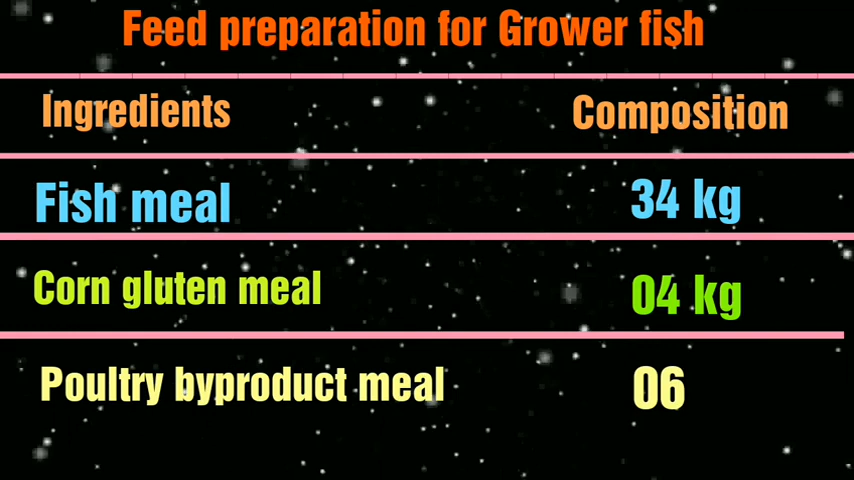 Feed preparation for Grower fish
Ingredients Composition
Fish meal 34 kg
Corn gluten meal 04 kg
Poultry byproduct meal 06